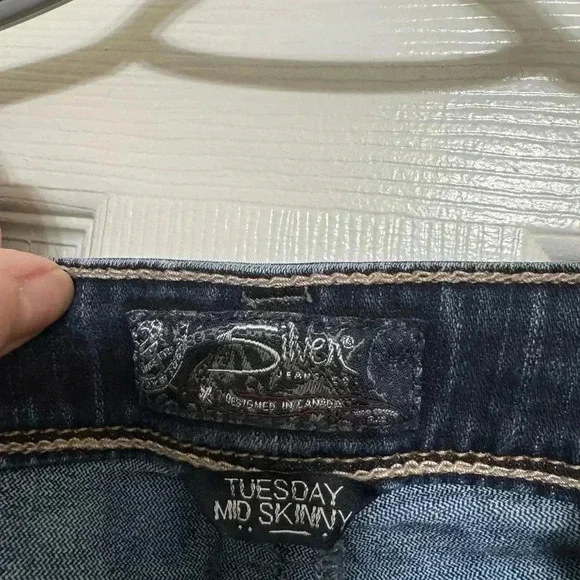 Silver®
JEANS
DESIGNED IN CANADA
TUESDAY
MID SKINNY